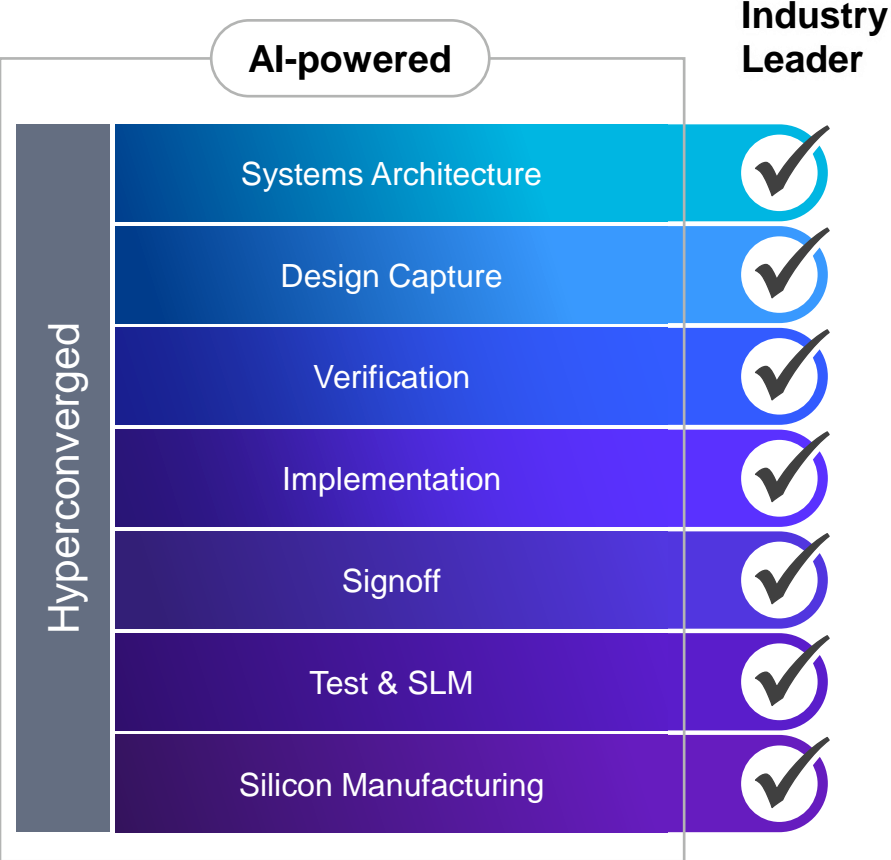 Industry
Leader
AI-powered
Hyperconverged
Systems Architecture
Design Capture
Verification
Implementation
Signoff
Test & SLM
Silicon Manufacturing